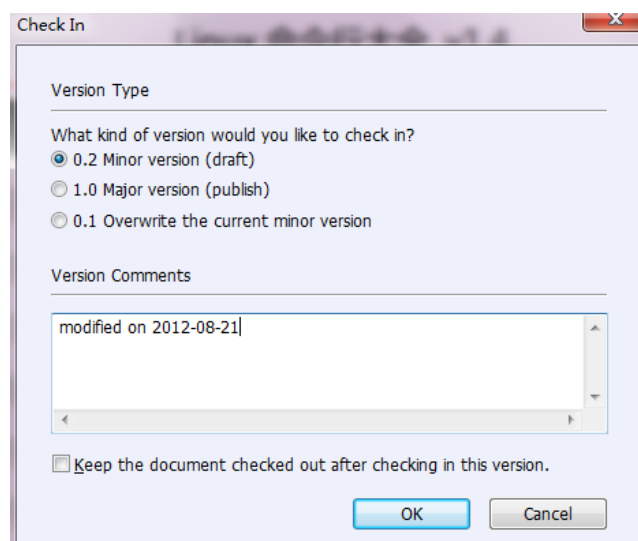 Check In
Version Type
What kind of version would you like to check in?
0.2 Minor version (draft)
1.0 Major version (publish)
0.1 Overwrite the current minor version
Version Comments
modified on 2012-08-21
Keep the document checked out after checking in this version.
OK Cancel